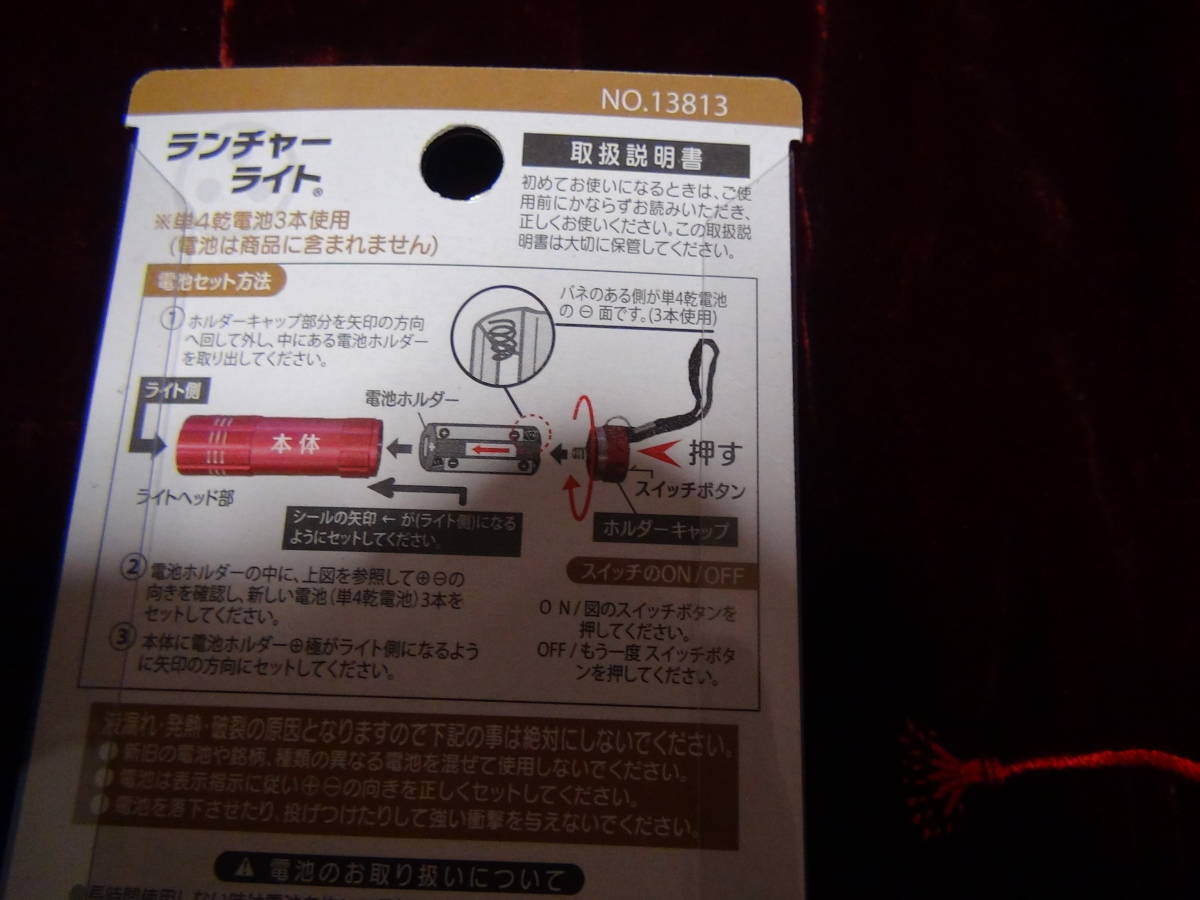 NO.13813
ランチャー
ライト®
※単4乾電池3本使用
(電池は商品に含まれません)
取扱説明書
初めてお使いになるときは、ご使
用前にかならずお読みいただき、
正しくお使いください。この取扱説
明書は大切に保管してください。
電池セット方法
① ホルダーキャップ部分を矢印の方向
へ回して外し、中にある電池ホルダー
を取り出してください。
バネのある側が単4乾電池
の ⊖ 面です。(3本使用)
ライト側
電池ホルダー
本体
押す
ライトヘッド部
スイッチボタン
シールの矢印 ← が(ライト側)になる
ようにセットしてください。
ホルダーキャップ
② 電池ホルダーの中に、上図を参照して⊕⊖の
向きを確認し、新しい電池(単4乾電池)3本を
セットしてください。
③ 本体に電池ホルダー⊕極がライト側になるよう
に矢印の方向にセットしてください。
スイッチのON/OFF
ON/図のスイッチボタンを
押してください。
OFF/もう一度 スイッチボタ
ンを押してください。
液漏れ・発熱・破裂の原因となりますので下記の事は絶対にしないでください。
●新旧の電池や銘柄、種類の異なる電池を混ぜて使用しないでください。
●電池は表示指示に従い⊕⊖の向きを正しくセットしてください。
●電池を落下させたり、投げつけたりして強い衝撃を与えないでください。
⚠ 電池のお取り扱いについて